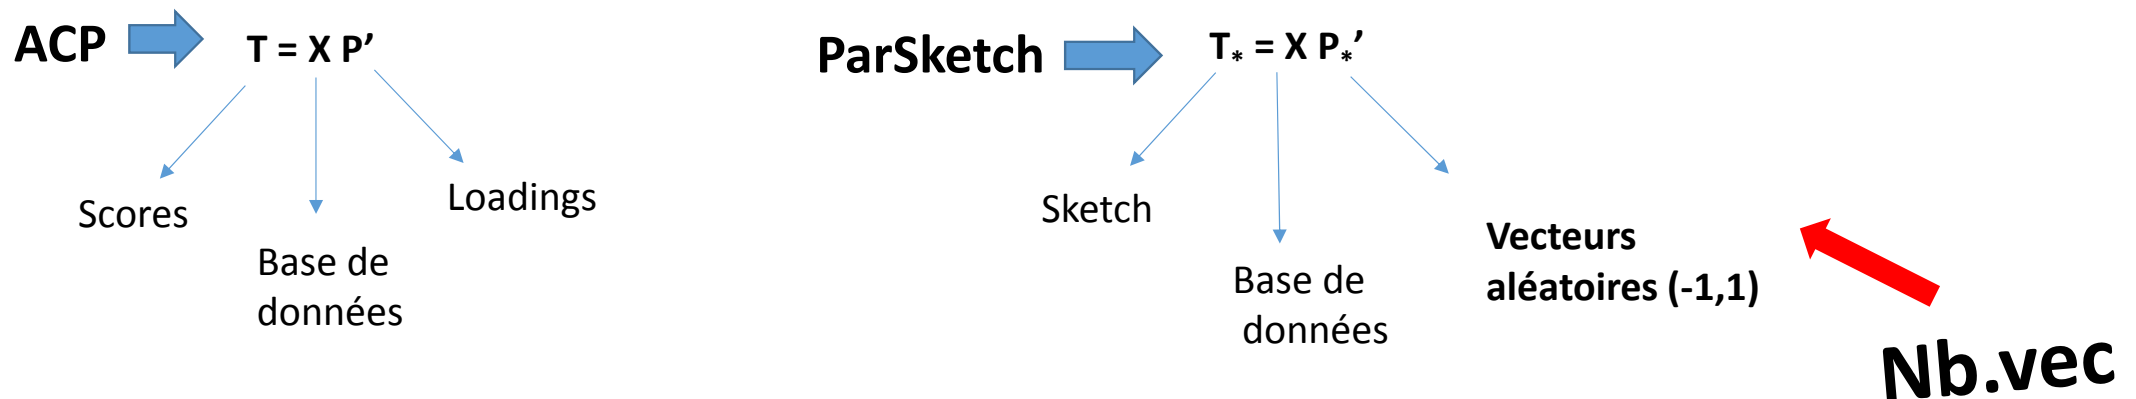 ACP
T = X P’
Scores
Base de
données
Loadings
ParSketch
T* = X P*’
Sketch
Base de
données
Vecteurs
aléatoires (-1,1)
Nb.vec